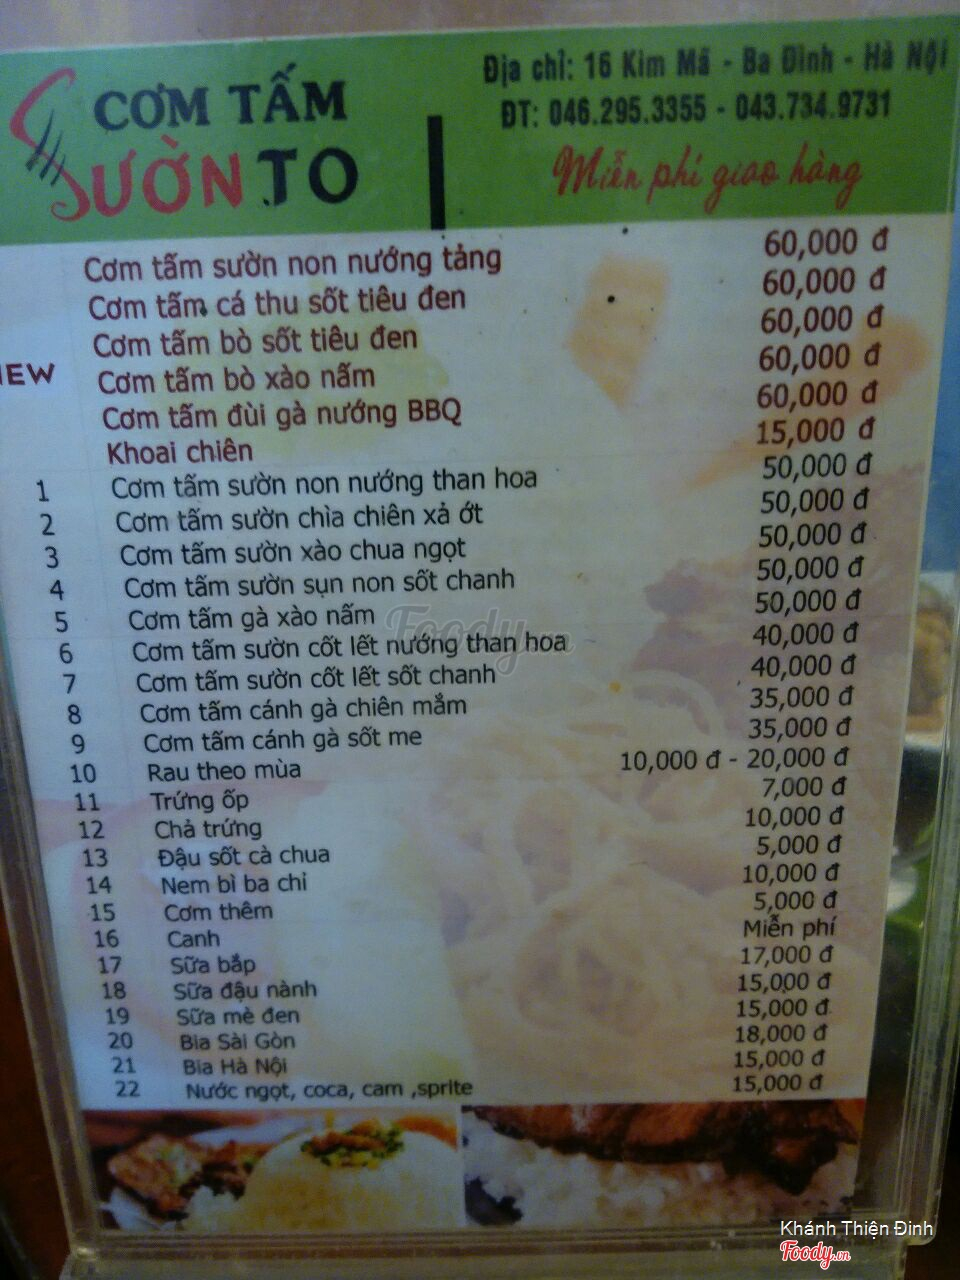 CƠM TẤM
SƯỜN TO
Địa chỉ: 16 Kim Mã - Ba Đình - Hà Nội
ĐT: 046.295.3355 - 043.734.9731
Miễn phí giao hàng
Cơm tấm sườn non nướng tảng 60,000 đ
Cơm tấm cá thu sốt tiêu đen 60,000 đ
Cơm tấm bò sốt tiêu đen 60,000 đ
NEW Cơm tấm bò xào nấm 60,000 đ
Cơm tấm đùi gà nướng BBQ 60,000 đ
Khoai chiên 15,000 đ
1 Cơm tấm sườn non nướng than hoa 50,000 đ
2 Cơm tấm sườn chìa chiên xả ớt 50,000 đ
3 Cơm tấm sườn xào chua ngọt 50,000 đ
4 Cơm tấm sườn sụn non sốt chanh 50,000 đ
5 Cơm tấm gà xào nấm 50,000 đ
6 Cơm tấm sườn cốt lết nướng than hoa 40,000 đ
7 Cơm tấm sườn cốt lết sốt chanh 40,000 đ
8 Cơm tấm cánh gà chiên mắm 35,000 đ
9 Cơm tấm cánh gà sốt me 35,000 đ
10 Rau theo mùa 10,000 đ - 20,000 đ
11 Trứng ốp 7,000 đ
12 Chả trứng 10,000 đ
13 Đậu sốt cà chua 5,000 đ
14 Nem bì ba chỉ 10,000 đ
15 Cơm thêm 5,000 đ
16 Canh Miễn phí
17 Sữa bắp 17,000 đ
18 Sữa đậu nành 15,000 đ
19 Sữa mè đen 15,000 đ
20 Bia Sài Gòn 18,000 đ
21 Bia Hà Nội 15,000 đ
22 Nước ngọt, coca, cam ,sprite 15,000 đ
Foody.vn
Khánh Thiện Đinh
Foody.vn